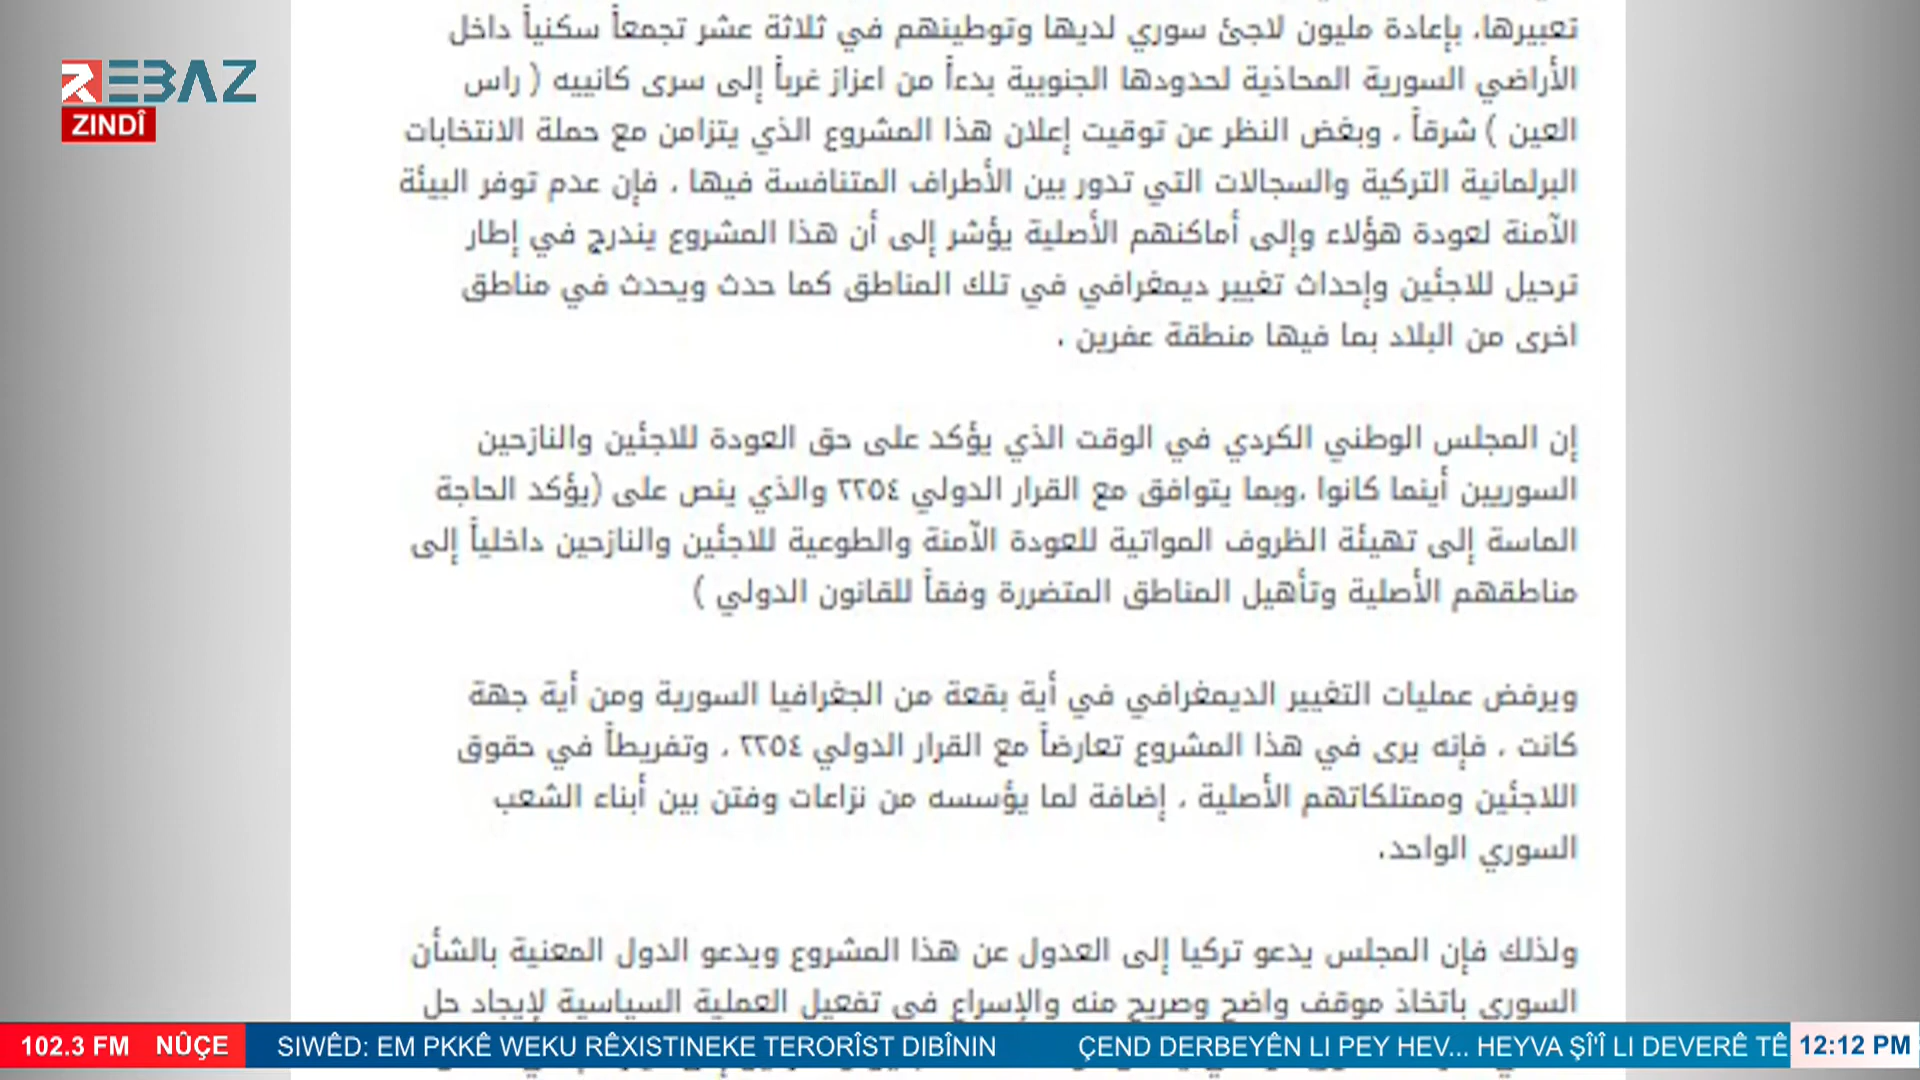 تعبيرها، بإعادة مليون لاجئ سوري لديها وتوطينهم في ثلاثة عشر تجمعاً سكنياً داخل
الأراضي السورية المحاذية لحدودها الجنوبية بدءاً من اعزاز غرباً إلى سرى كانييه ( راس
العين ) شرقاً ، وبغض النظر عن توقيت إعلان هذا المشروع الذي يتزامن مع حملة الانتخابات
البرلمانية التركية والسجالات التي تدور بين الأطراف المتنافسة فيها ، فإن عدم توفر البيئة
الآمنة لعودة هؤلاء وإلى أماكنهم الأصلية يؤشر إلى أن هذا المشروع يندرج في إطار
ترحيل للاجئين وإحداث تغيير ديمغرافي في تلك المناطق كما حدث ويحدث في مناطق
اخرى من البلاد بما فيها منطقة عفرين .
إن المجلس الوطني الكردي في الوقت الذي يؤكد على حق العودة للاجئين والنازحين
السوريين أينما كانوا ،وبما يتوافق مع القرار الدولي ٢٢٥٤ والذي ينص على (يؤكد الحاجة
الماسة إلى تهيئة الظروف المواتية للعودة الآمنة والطوعية للاجئين والنازحين داخلياً إلى
مناطقهم الأصلية وتأهيل المناطق المتضررة وفقاً للقانون الدولي )
ويرفض عمليات التغيير الديمغرافي في أية بقعة من الجغرافيا السورية ومن أية جهة
كانت ، فإنه يرى في هذا المشروع تعارضاً مع القرار الدولي ٢٢٥٤ ، وتفريطاً في حقوق
اللاجئين وممتلكاتهم الأصلية ، إضافة لما يؤسسه من نزاعات وفتن بين أبناء الشعب
السوري الواحد.
ولذلك فإن المجلس يدعو تركيا إلى العدول عن هذا المشروع ويدعو الدول المعنية بالشأن
السوري باتخاذ موقف واضح وصريح منه والإسراع في تفعيل العملية السياسية لإيجاد حل
REBAZ
ZINDÎ
102.3 FM NÛÇE SIWÊD: EM PKKÊ WEKU RÊXISTINEKE TERORÎST DIBÎNIN ÇEND DERBEYÊN LI PEY HEV... HEYVA ŞÎ'Î LI DEVERÊ TÊ 12:12 PM